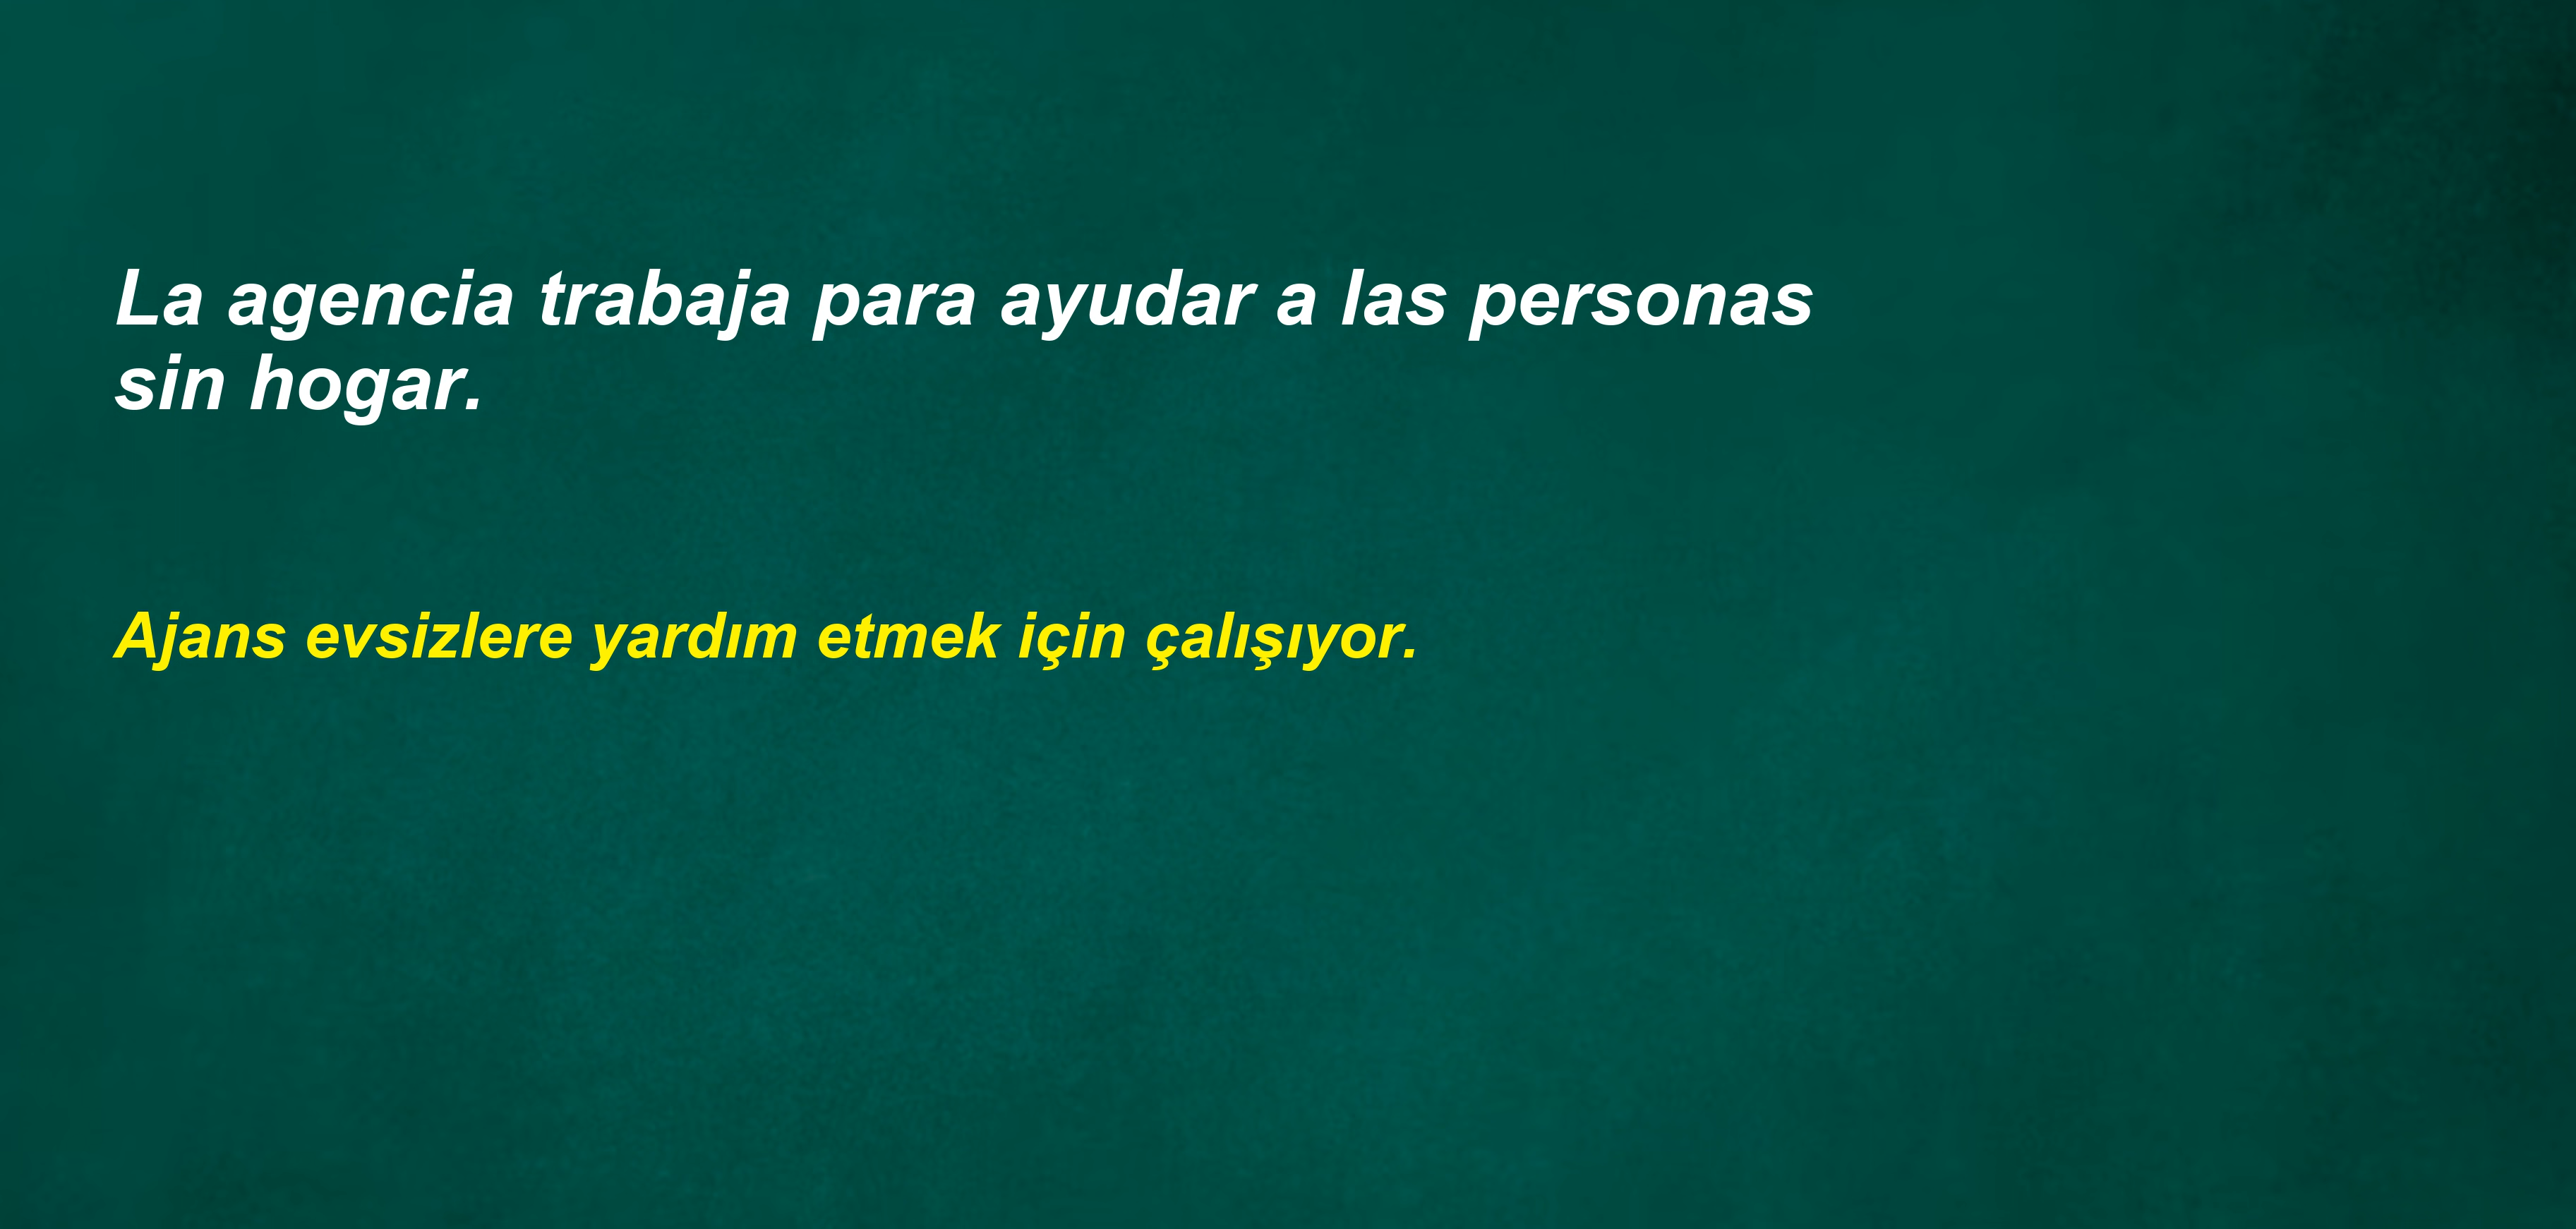 La agencia trabaja para ayudar a las personas
sin hogar.
Ajans evsizlere yardım etmek için çalışıyor.